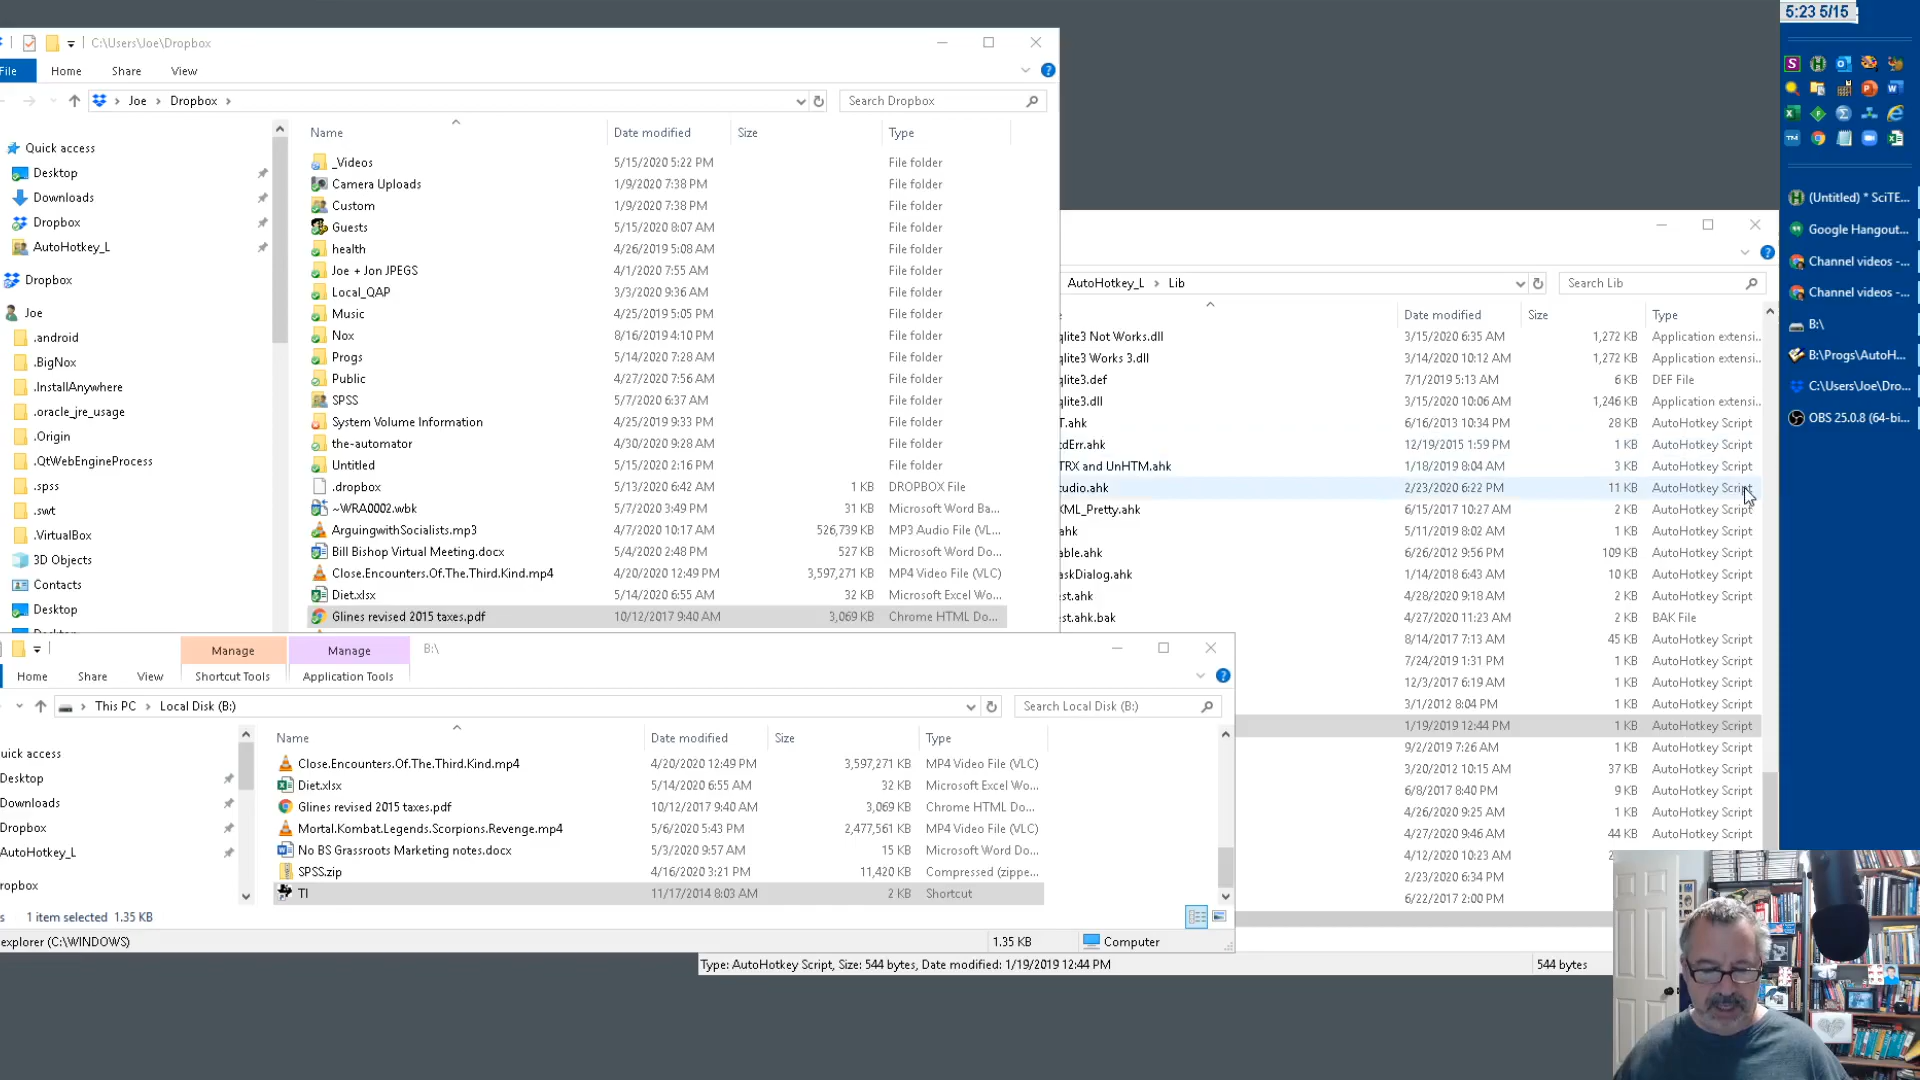 5:23 5/15
C:\Users\Joe\Dropbox
File Home Share View
Joe Dropbox
Search Dropbox
Name Date modified Size Type
Quick access
Desktop
Downloads
Dropbox
AutoHotkey_L
Dropbox
Joe
.android
.BigNox
.InstallAnywhere
.oracle_jre_usage
.Origin
.QtWebEngineProcess
.spss
.swt
.VirtualBox
3D Objects
Contacts
Desktop
_Videos 5/15/2020 5:22 PM File folder
Camera Uploads 1/9/2020 7:38 PM File folder
Custom 1/9/2020 7:38 PM File folder
Guests 5/15/2020 8:07 AM File folder
health 4/26/2019 5:08 AM File folder
Joe + Jon JPEGS 4/1/2020 7:55 AM File folder
Local_QAP 3/3/2020 9:36 AM File folder
Music 4/25/2019 5:05 PM File folder
Nox 8/16/2019 4:10 PM File folder
Progs 5/14/2020 7:28 AM File folder
Public 4/27/2020 7:56 AM File folder
SPSS 5/7/2020 6:37 AM File folder
System Volume Information 4/25/2019 9:33 PM File folder
the-automator 4/30/2020 9:28 AM File folder
Untitled 5/15/2020 2:16 PM File folder
.dropbox 5/13/2020 6:42 AM 1 KB DROPBOX File
~WRA0002.wbk 5/7/2020 3:49 PM 31 KB Microsoft Word Ba...
ArguingwithSocialists.mp3 4/7/2020 10:17 AM 526,739 KB MP3 Audio File (VL...
Bill Bishop Virtual Meeting.docx 5/4/2020 2:48 PM 527 KB Microsoft Word Do...
Close.Encounters.Of.The.Third.Kind.mp4 4/20/2020 12:49 PM 3,597,271 KB MP4 Video File (VLC)
Diet.xlsx 5/14/2020 6:55 AM 32 KB Microsoft Excel Wo...
Glines revised 2015 taxes.pdf 10/12/2017 9:40 AM 3,069 KB Chrome HTML Do...
AutoHotkey_L Lib
Search Lib
Date modified Size Type
qlite3 Not Works.dll 3/15/2020 6:35 AM 1,272 KB Application extensi...
qlite3 Works 3.dll 3/14/2020 10:12 AM 1,272 KB Application extensi...
qlite3.def 7/1/2019 5:13 AM 6 KB DEF File
qlite3.dll 3/15/2020 10:06 AM 1,246 KB Application extensi...
T.ahk 6/16/2013 10:34 PM 28 KB AutoHotkey Script
tdErr.ahk 12/19/2015 1:59 PM 1 KB AutoHotkey Script
TRX and UnHTM.ahk 1/18/2019 8:04 AM 3 KB AutoHotkey Script
tudio.ahk 2/23/2020 6:22 PM 11 KB AutoHotkey Script
XML_Pretty.ahk 6/15/2017 10:27 AM 2 KB AutoHotkey Script
ahk 5/11/2019 8:02 AM 1 KB AutoHotkey Script
able.ahk 6/26/2012 9:56 PM 109 KB AutoHotkey Script
askDialog.ahk 1/14/2018 6:43 AM 10 KB AutoHotkey Script
est.ahk 4/28/2020 9:18 AM 2 KB AutoHotkey Script
est.ahk.bak 4/27/2020 11:23 AM 2 KB BAK File
8/14/2017 7:13 AM 45 KB AutoHotkey Script
7/24/2019 1:31 PM 1 KB AutoHotkey Script
12/3/2017 6:19 AM 1 KB AutoHotkey Script
3/1/2012 8:04 PM 1 KB AutoHotkey Script
1/19/2019 12:44 PM 1 KB AutoHotkey Script
9/2/2019 7:26 AM 1 KB AutoHotkey Script
3/20/2012 10:15 AM 37 KB AutoHotkey Script
6/8/2017 8:40 PM 9 KB AutoHotkey Script
4/26/2020 9:25 AM 1 KB AutoHotkey Script
4/27/2020 9:46 AM 44 KB AutoHotkey Script
4/12/2020 10:23 AM
2/23/2020 6:34 PM
6/22/2017 2:00 PM
Type: AutoHotkey Script, Size: 544 bytes, Date modified: 1/19/2019 12:44 PM 544 bytes
Manage Manage B:\
Home Share View Shortcut Tools Application Tools
This PC Local Disk (B:)
Search Local Disk (B:)
Name Date modified Size Type
uick access
Desktop
Downloads
Dropbox
AutoHotkey_L
ropbox
Close.Encounters.Of.The.Third.Kind.mp4 4/20/2020 12:49 PM 3,597,271 KB MP4 Video File (VLC)
Diet.xlsx 5/14/2020 6:55 AM 32 KB Microsoft Excel Wo...
Glines revised 2015 taxes.pdf 10/12/2017 9:40 AM 3,069 KB Chrome HTML Do...
Mortal.Kombat.Legends.Scorpions.Revenge.mp4 5/6/2020 5:43 PM 2,477,561 KB MP4 Video File (VLC)
No BS Grassroots Marketing notes.docx 5/3/2020 9:57 AM 15 KB Microsoft Word Do...
SPSS.zip 4/16/2020 3:21 PM 11,420 KB Compressed (zippe...
TI 11/17/2014 8:03 AM 2 KB Shortcut
s 1 item selected 1.35 KB
explorer (C:\WINDOWS) 1.35 KB Computer
(Untitled) * SciTE...
Google Hangout...
Channel videos -...
Channel videos -...
B:\
B:\Progs\AutoH...
C:\Users\Joe\Dro...
OBS 25.0.8 (64-bi...